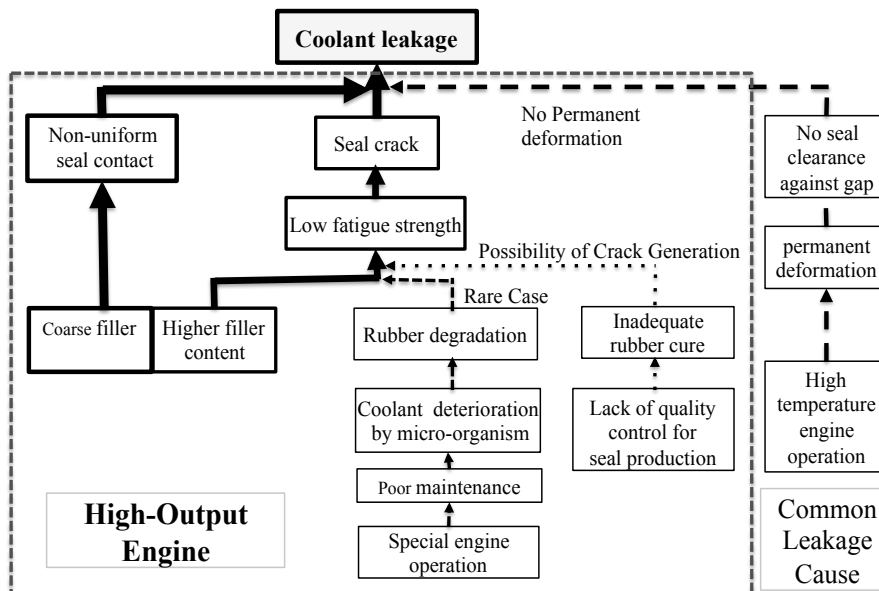 Coolant leakage
Non-uniform
seal contact
Seal crack
No Permanent
deformation
No seal
clearance
against gap
Low fatigue strength
Possibility of Crack Generation
permanent
deformation
Rare Case
Coarse filler
Higher filler
content
Rubber degradation
Inadequate
rubber cure
High
temperature
engine
operation
Coolant deterioration
by micro-organism
Lack of quality
control for
seal production
Poor maintenance
High-Output
Engine
Special engine
operation
Common
Leakage
Cause